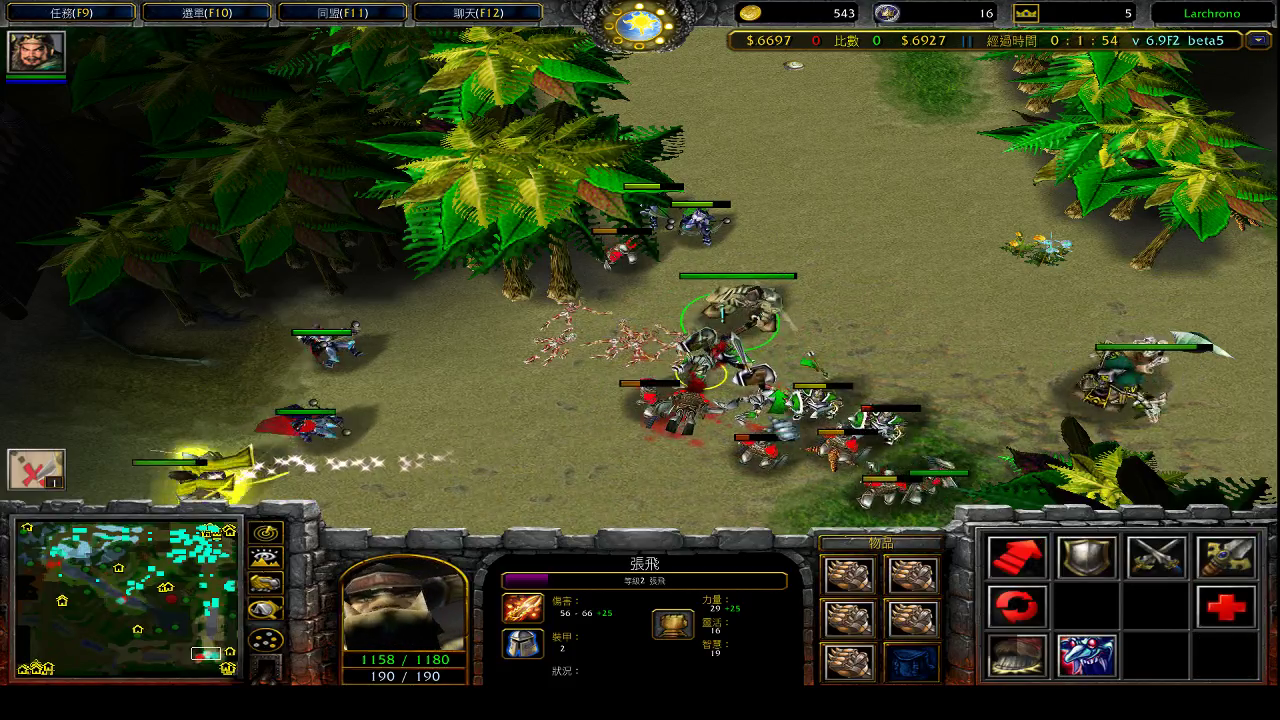 任務(F9) 選單(F10) 同盟(F11) 聊天(F12) 543 16 5 Larchrono
$6697 0 比數 0 $6927 || 經過時間 0 : 1 : 54 v 6.9F2 beta5
1
張飛
等級2 張飛
傷害：
56 - 66 +25
裝甲：
2
狀況：
力量：
29 +25
靈活：
16
智慧：
19
1158 / 1180
190 / 190
物品